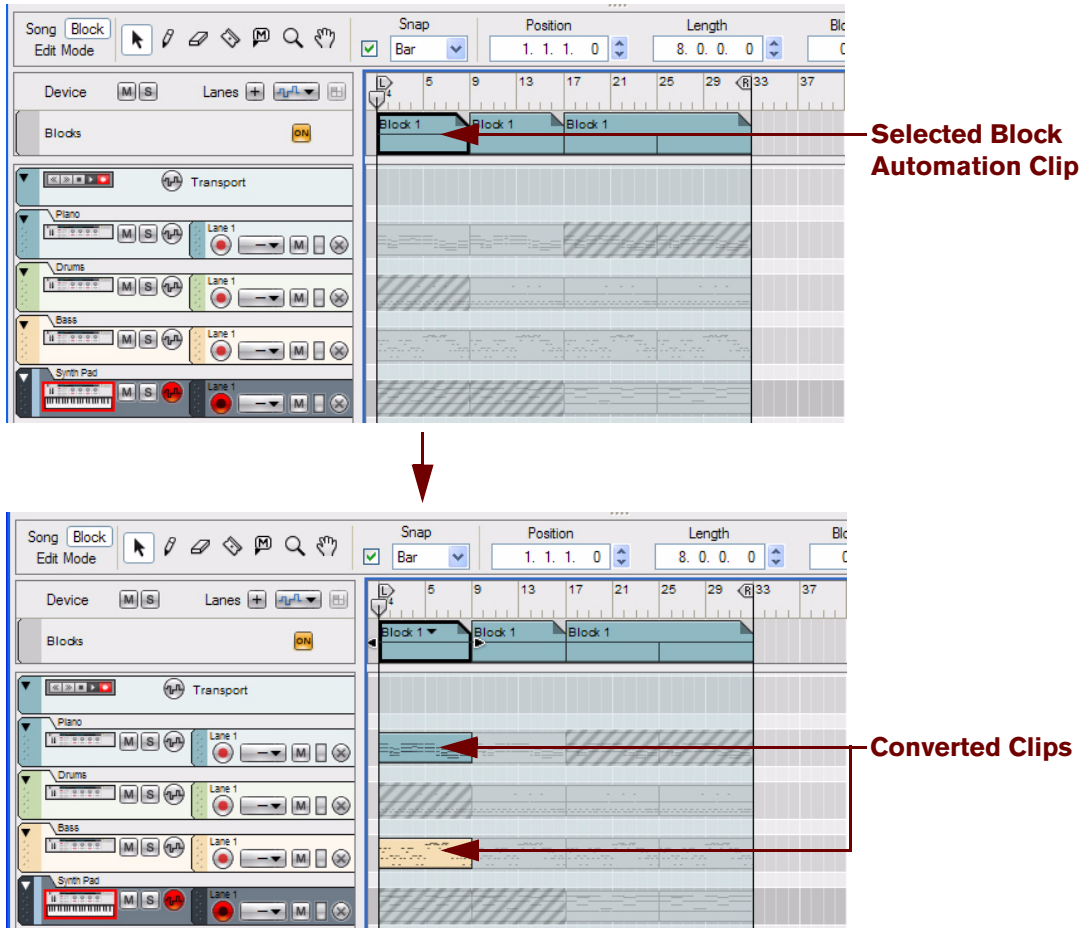 Song Block
Edit Mode
M
Snap
Bar
Position
1. 1. 1. 0
Length
8. 0. 0. 0
Device M S Lanes +
L 5 9 13 17 21 25 29 R 33 37
4
Blocks ON
Block 1 Block 1 Block 1
Selected Block
Automation Clip
Transport
Piano
M S Lane 1 M
Drums
M S Lane 1 M
Bass
M S Lane 1 M
Synth Pad
M S Lane 1 M
Song Block
Edit Mode
M
Snap
Bar
Position
1. 1. 1. 0
Length
8. 0. 0. 0
Device M S Lanes +
L 5 9 13 17 21 25 29 R 33 37
4
Blocks ON
Block 1 Block 1 Block 1
Transport
Piano
M S Lane 1 M
Converted Clips
Drums
M S Lane 1 M
Bass
M S Lane 1 M
Synth Pad
M S Lane 1 M